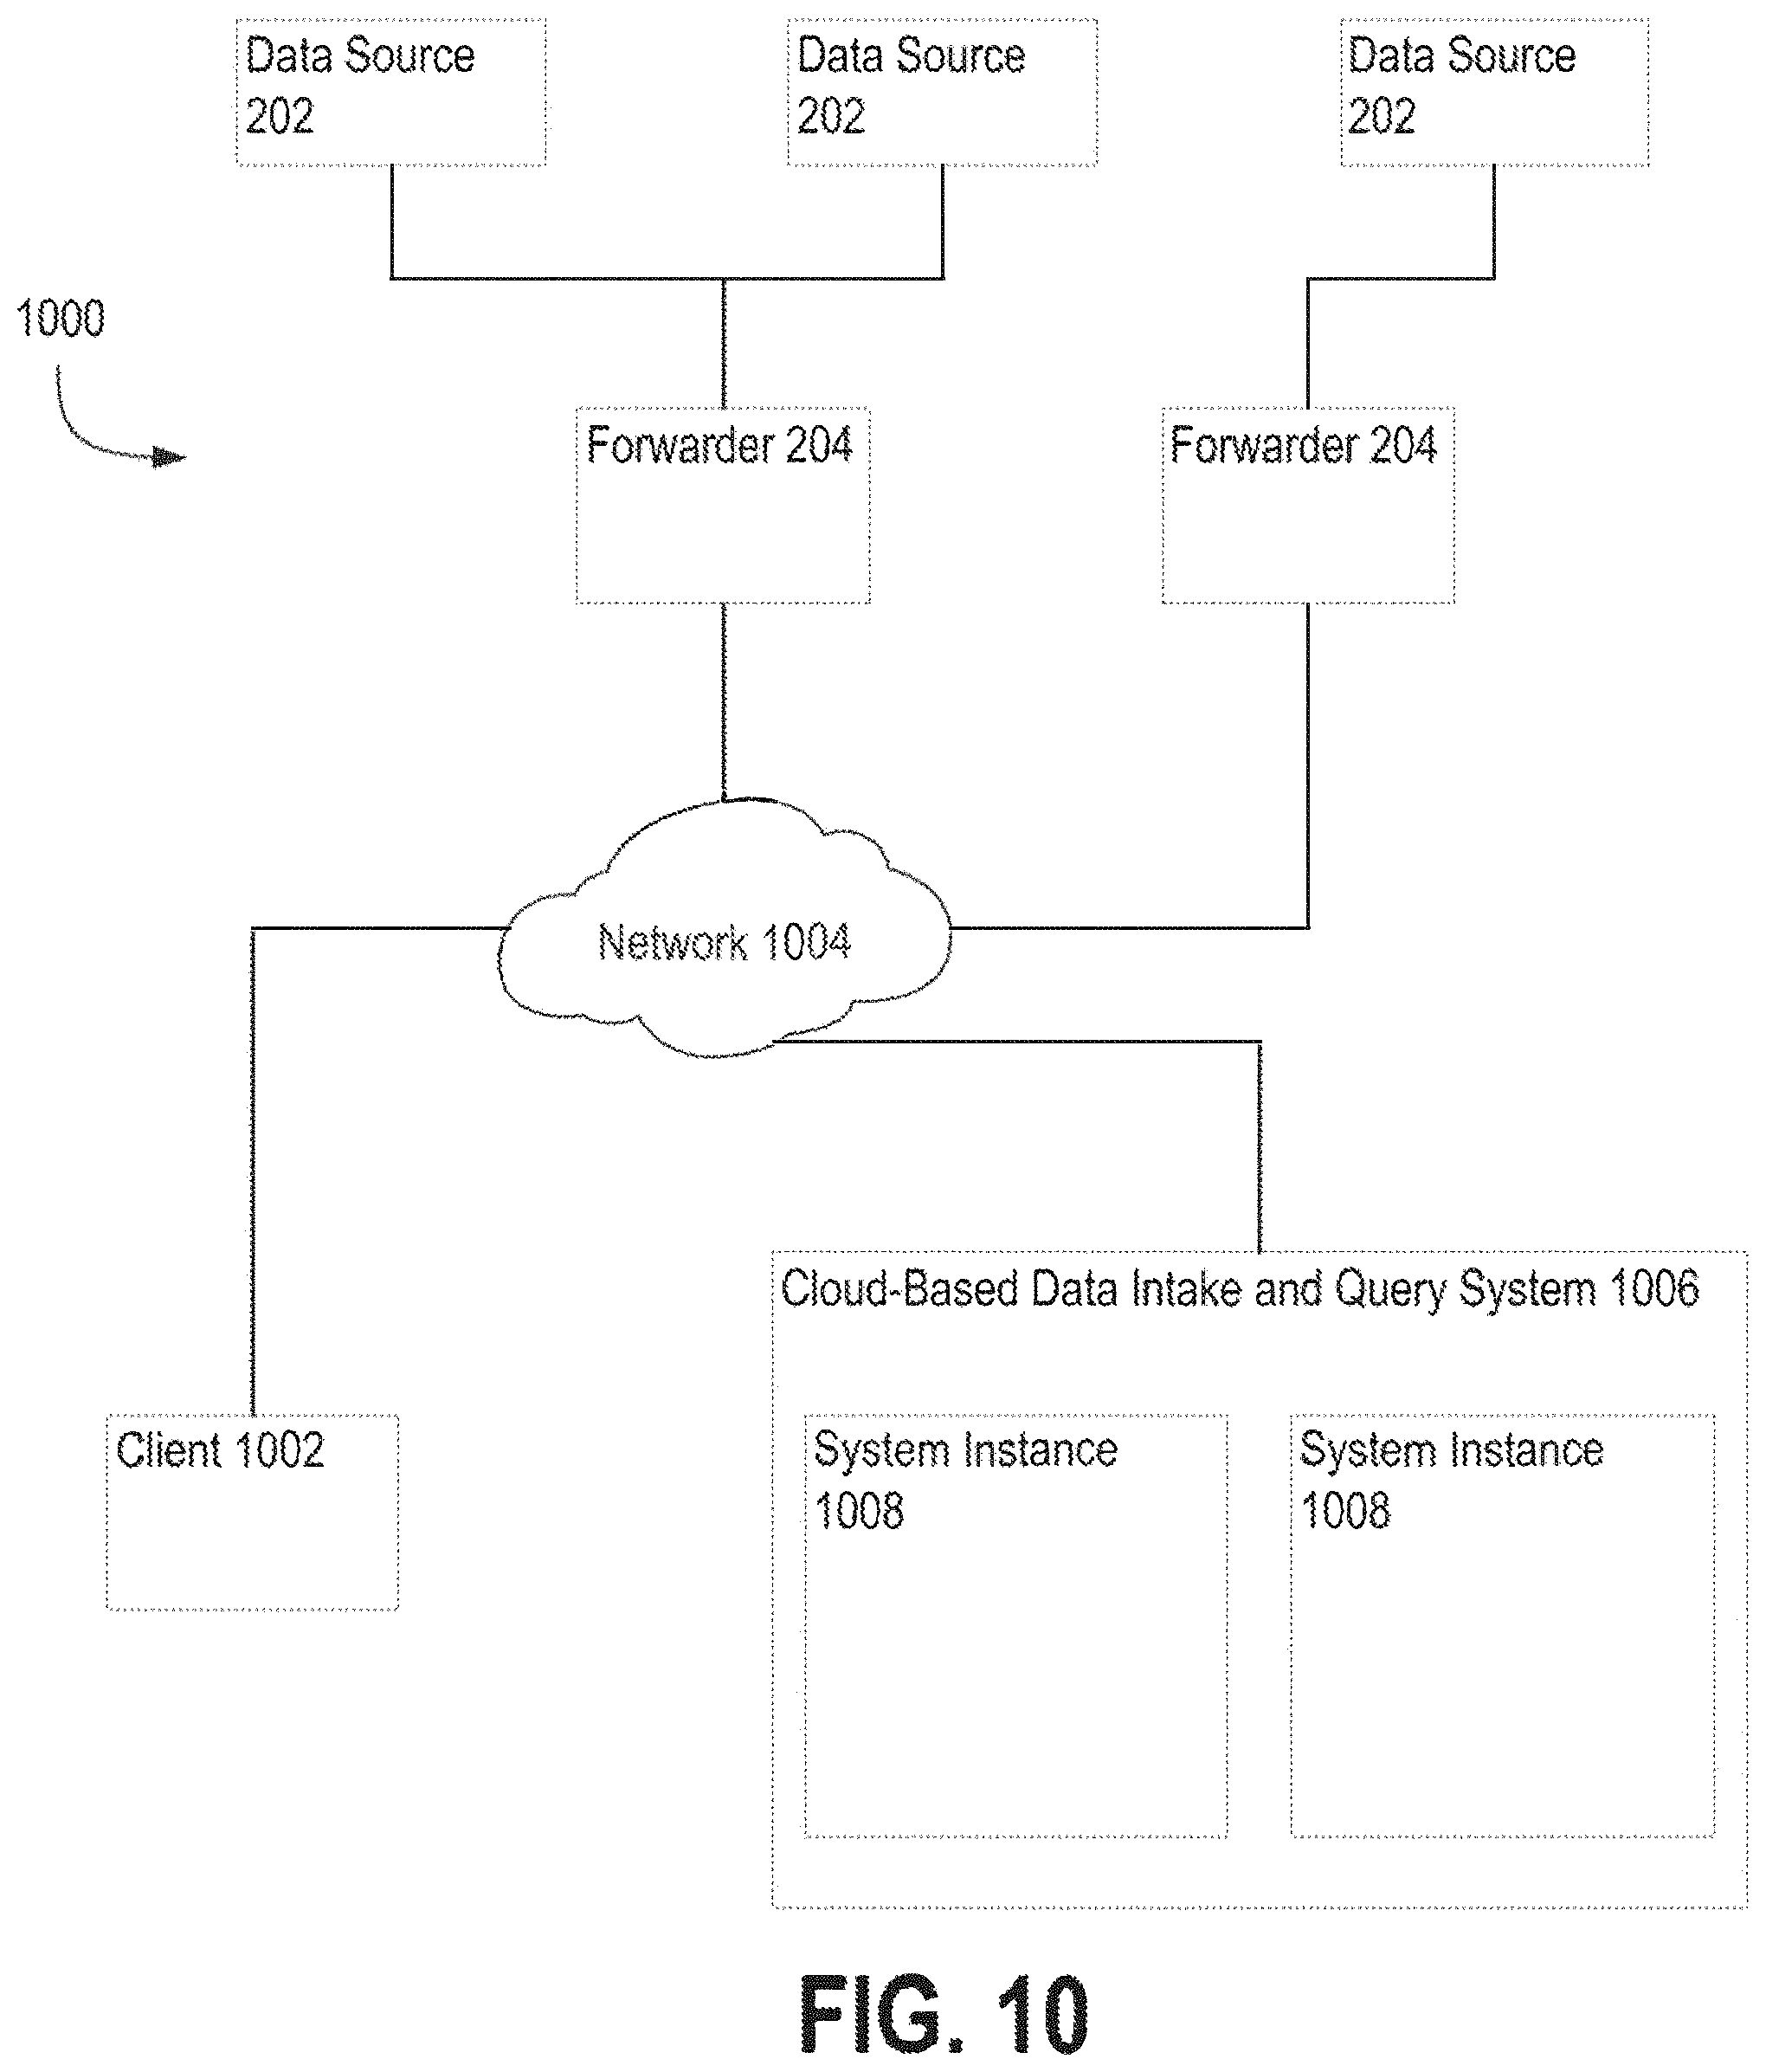 Data Source
202
Data Source
202
Data Source
202
1000
Forwarder 204
Forwarder 204
Network 1004
Cloud-Based Data Intake and Query System 1006
Client 1002
System Instance
1008
System Instance
1008
FIG. 10